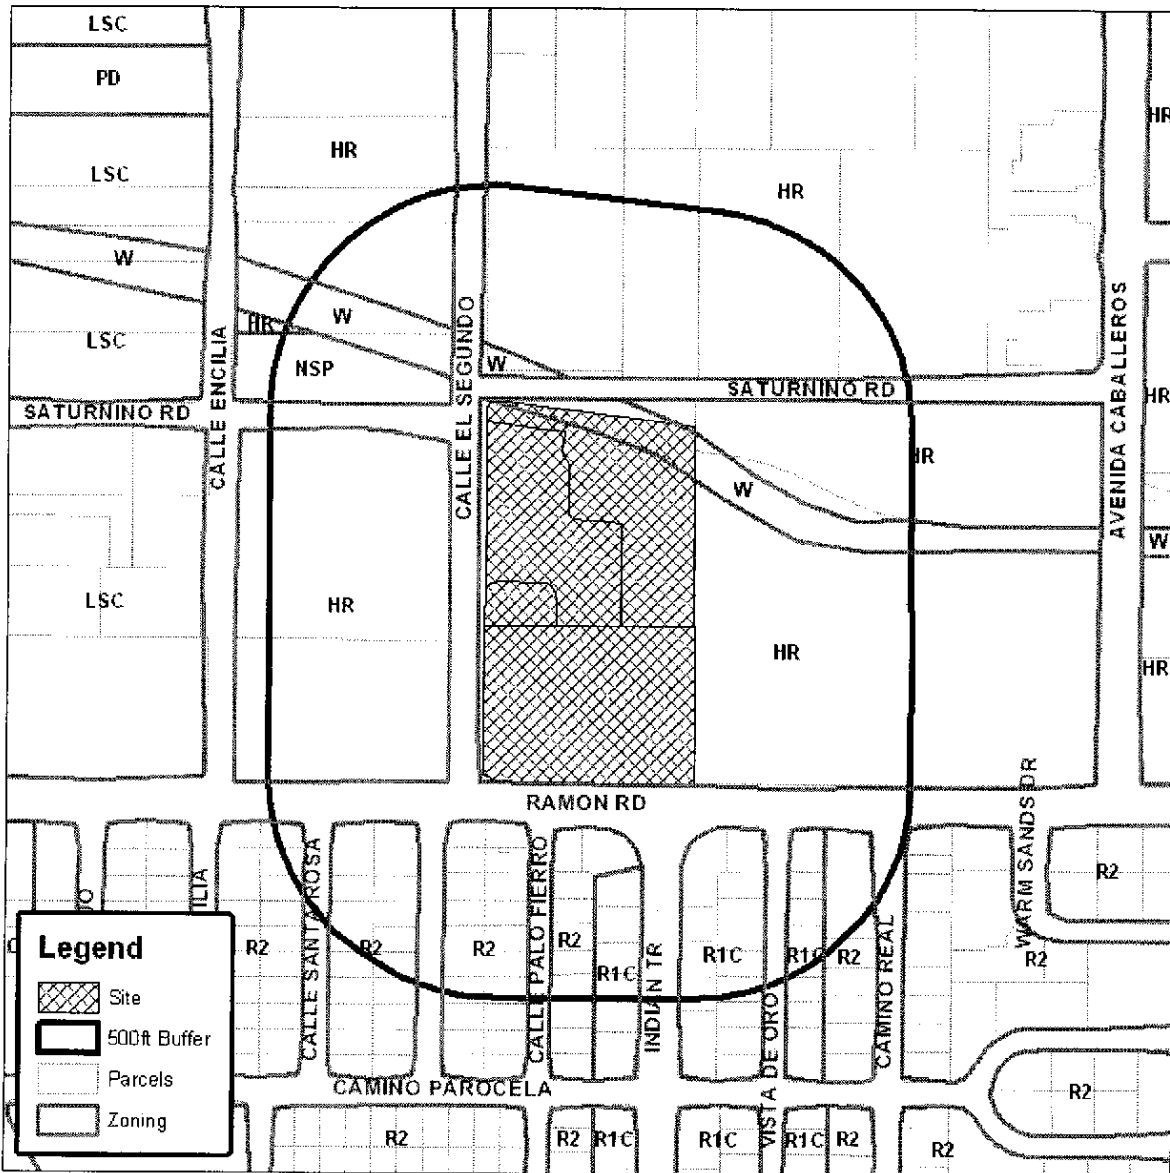 LSC
PD
HR
LSC
HR
HR
W
HR
W
LSC
NSP
W
CALLE ENCILIA
CALLE EL SEGUNDO
SATURNINO RD
SATURNINO RD
AVENIDA CABALLEROS
HR
HR
W
W
LSC
HR
HR
HR
RAMON RD
WARM SANDS DR
R2
CALLE SANTA ROSA
CALLE PALO FIERRO
INDIAN TR
VISTA DE ORO
CAMINO REAL
ILIA
R2
R2
R2
R2
R1C
R1C
R1C
R2
R2
CAMINO PAROCELA
R2
R2
R2
R1C
R1C
R1C
R2
R2
Legend
Site
500ft Buffer
Parcels
Zoning